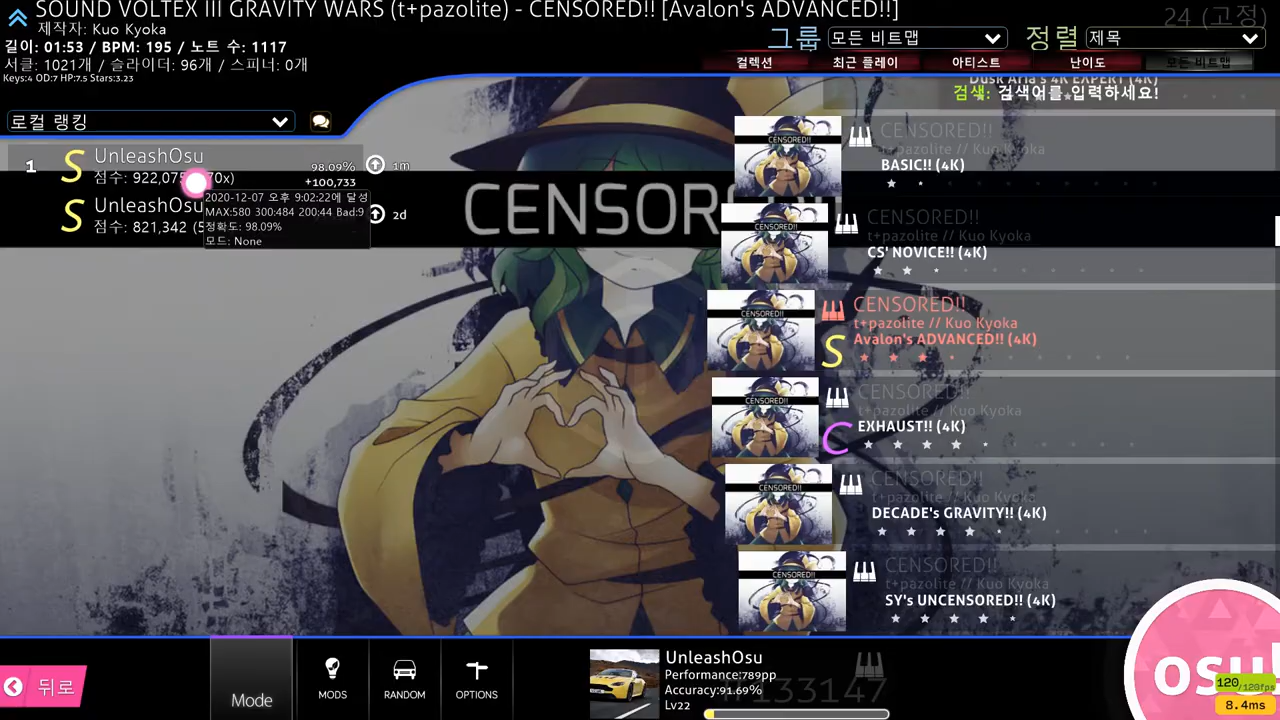 SOUND VOLTEX III GRAVITY WARS (t+pazolite) - CENSORED!! [Avalon's ADVANCED!!]
제작자: Kuo Kyoka
길이: 01:53 / BPM: 195 / 노트 수: 1117
서클: 1021개 / 슬라이더: 96개 / 스피너: 0개
Keys:4 OD:7 HP:7.5 Stars:3.23
24 (고정)
그룹 모든 비트맵
정렬 제목
컬렉션 최근 플레이 아티스트 난이도 모든 비트맵
Dusk Aria's 4K EXPERT (4K)
검색: 검색어를 입력하세요!
로컬 랭킹
1 S UnleashOsu 98.09% 1m
점수: 922,075 70x) +100,733
S UnleashOsu 2d
점수: 821,342 (5
2020-12-07 오후 9:02:22에 달성
MAX:580 300:484 200:44 Bad:9
정확도: 98.09%
모드: None
CENSOR
CENSORED!!
CENSORED!!
t+pazolite // Kuo Kyoka
BASIC!! (4K)
CENSORED!!
CENSORED!!
t+pazolite // Kuo Kyoka
CS' NOVICE!! (4K)
CENSORED!!
CENSORED!!
t+pazolite // Kuo Kyoka
S Avalon's ADVANCED!! (4K)
CENSORED!!
CENSORED!!
t+pazolite // Kuo Kyoka
C EXHAUST!! (4K)
CENSORED!!
CENSORED!!
t+pazolite // Kuo Kyoka
DECADE's GRAVITY!! (4K)
CENSORED!!
CENSORED!!
t+pazolite // Kuo Kyoka
SY's UNCENSORED!! (4K)
뒤로
Mode
MODS
RANDOM
OPTIONS
UnleashOsu
Performance:789pp
Accuracy:91.69%
Lv22
#133147
OSU
120/120fps
8.4ms